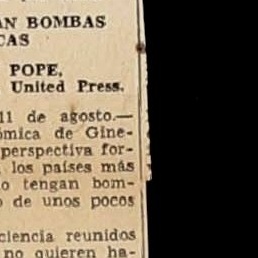 AN BOMBAS
CAS
POPE,
United Press.
11 de agosto.—
ómica de Gine-
perspectiva for-
los países más
o tengan bom-
o de unos pocos
ciencia reunidos
no quieren ha-